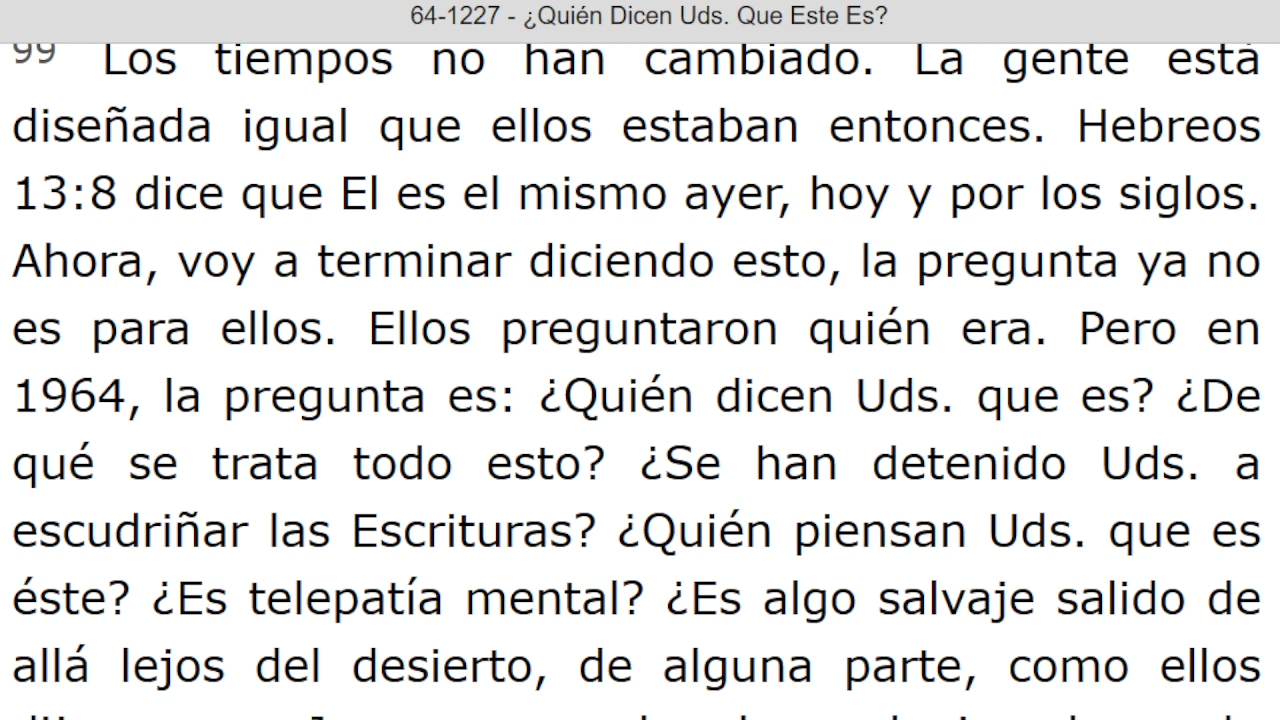 64-1227 - ¿Quién Dicen Uds. Que Este Es?
99 Los tiempos no han cambiado. La gente está
diseñada igual que ellos estaban entonces. Hebreos
13:8 dice que El es el mismo ayer, hoy y por los siglos.
Ahora, voy a terminar diciendo esto, la pregunta ya no
es para ellos. Ellos preguntaron quién era. Pero en
1964, la pregunta es: ¿Quién dicen Uds. que es? ¿De
qué se trata todo esto? ¿Se han detenido Uds. a
escudriñar las Escrituras? ¿Quién piensan Uds. que es
éste? ¿Es telepatía mental? ¿Es algo salvaje salido de
allá lejos del desierto, de alguna parte, como ellos